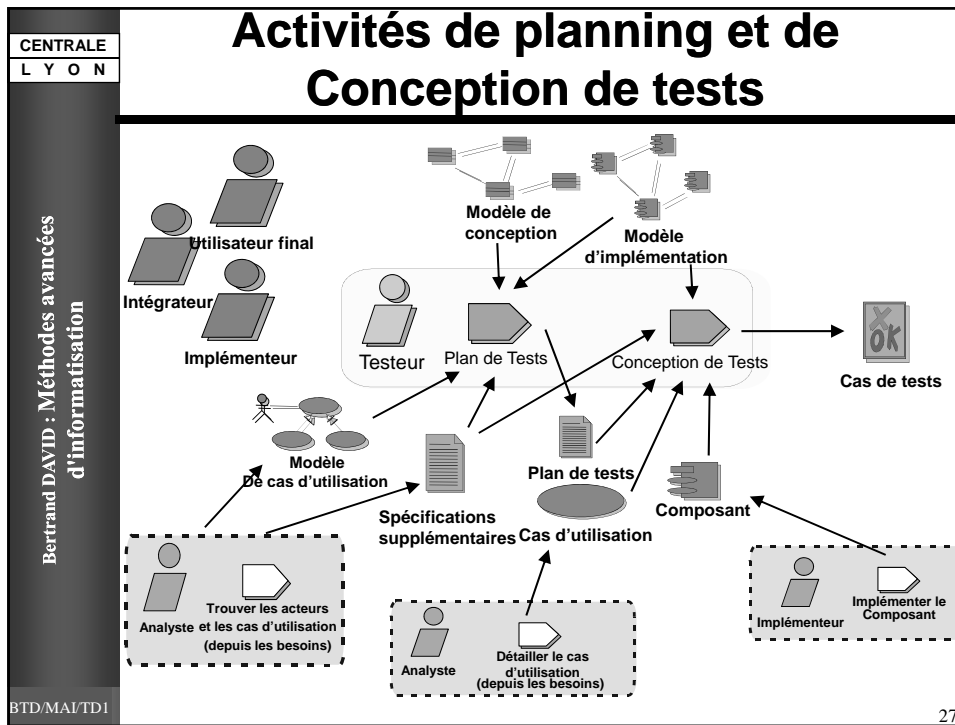 Activités de planning et de
Conception de tests
CENTRALE
L Y O N
Bertrand DAVID : Méthodes avancées
d'informatisation
BTD/MAI/TD1
Utilisateur final
Intégrateur
Implémenteur
Modèle de
conception
Modèle
d'implémentation
Testeur
Plan de Tests
Conception de Tests
X
OK
Cas de tests
Modèle
De cas d'utilisation
Spécifications
supplémentaires
Plan de tests
Cas d'utilisation
Composant
Analyste
Trouver les acteurs
et les cas d'utilisation
(depuis les besoins)
Analyste
Détailler le cas
d'utilisation
(depuis les besoins)
Implémenteur
Implémenter le
Composant
27